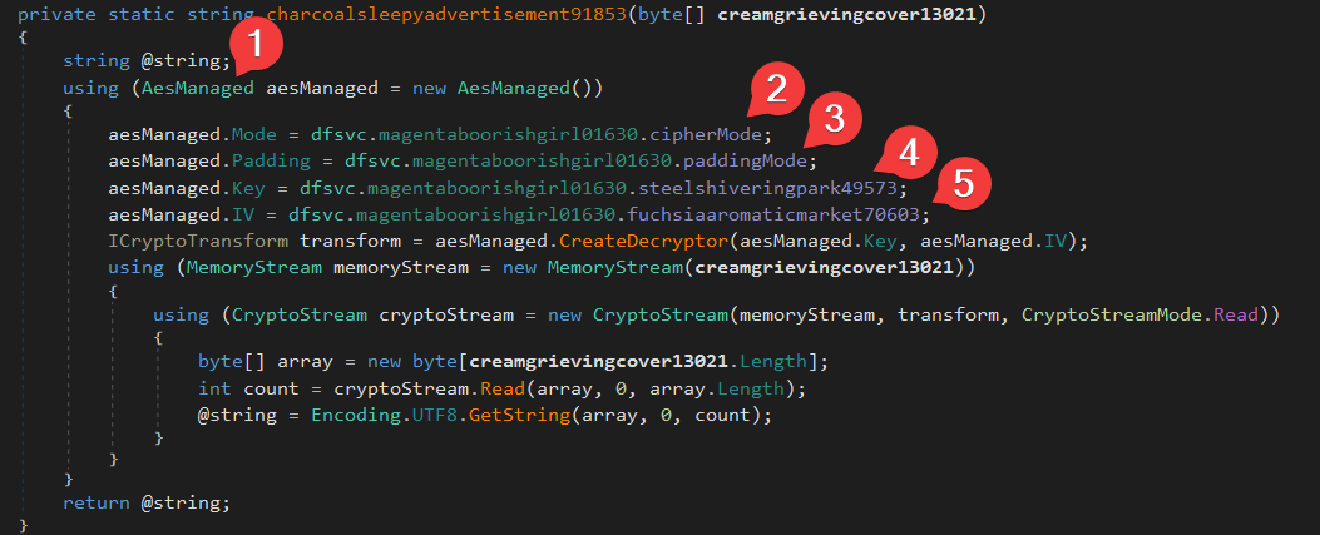 private static string charcoalsleepyadvertisement91853(byte[] creamgrievingcover13021)
{
1
string @string;
using (AesManaged aesManaged = new AesManaged())
{
2
aesManaged.Mode = dfsvc.magentaboorishgirl01630.cipherMode;
3
aesManaged.Padding = dfsvc.magentaboorishgirl01630.paddingMode;
4
aesManaged.Key = dfsvc.magentaboorishgirl01630.steelshiveringpark49573;
5
aesManaged.IV = dfsvc.magentaboorishgirl01630.fuchsiaaromaticmarket70603;
ICryptoTransform transform = aesManaged.CreateDecryptor(aesManaged.Key, aesManaged.IV);
using (MemoryStream memoryStream = new MemoryStream(creamgrievingcover13021))
{
using (CryptoStream cryptoStream = new CryptoStream(memoryStream, transform, CryptoStreamMode.Read))
{
byte[] array = new byte[creamgrievingcover13021.Length];
int count = cryptoStream.Read(array, 0, array.Length);
@string = Encoding.UTF8.GetString(array, 0, count);
}
}
}
return @string;
}